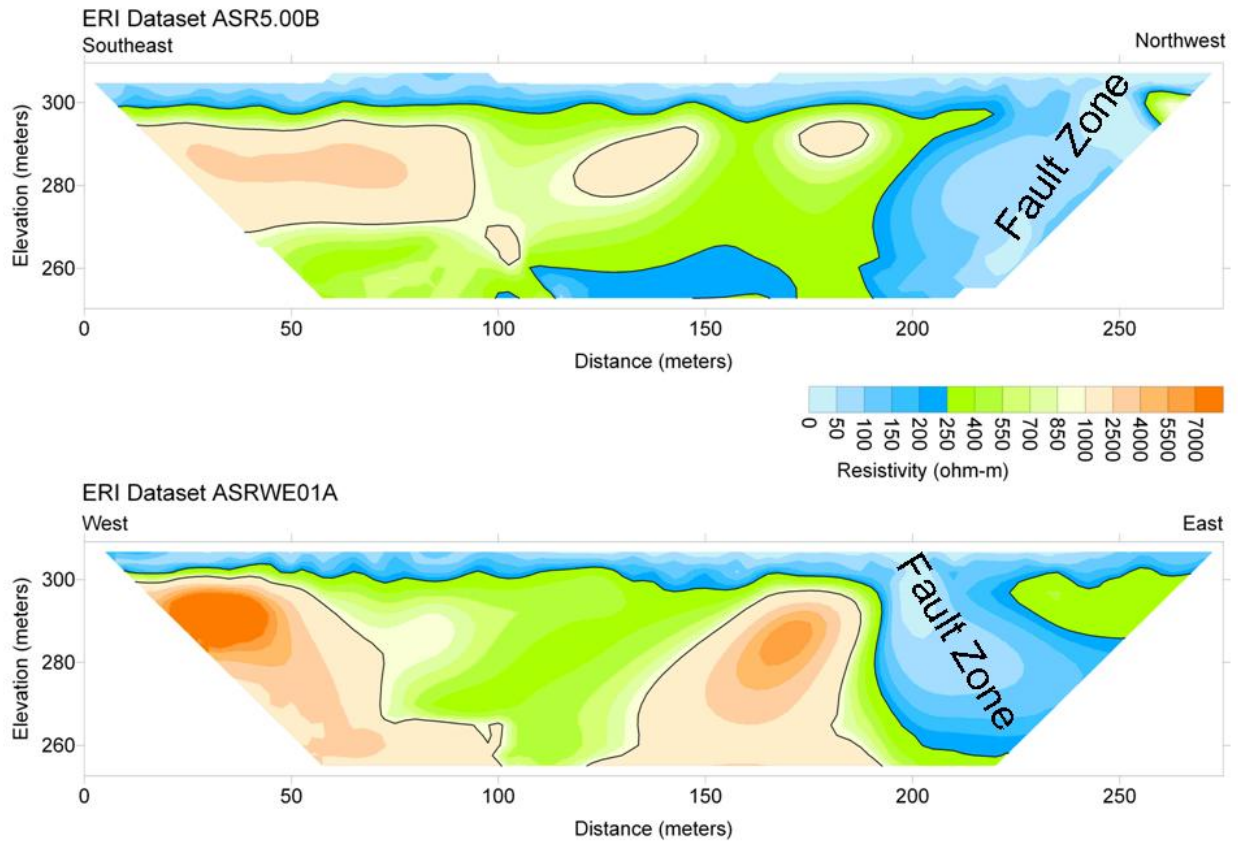 ERI Dataset ASR5.00B
Southeast
Northwest
Elevation (meters)
300
280
260
Fault Zone
0
50
100
150
200
250
Distance (meters)
0
50
100
150
200
250
400
550
700
850
1000
2500
4000
5500
7000
Resistivity (ohm-m)
ERI Dataset ASRWE01A
West
East
Elevation (meters)
300
280
260
Fault Zone
0
50
100
150
200
250
Distance (meters)